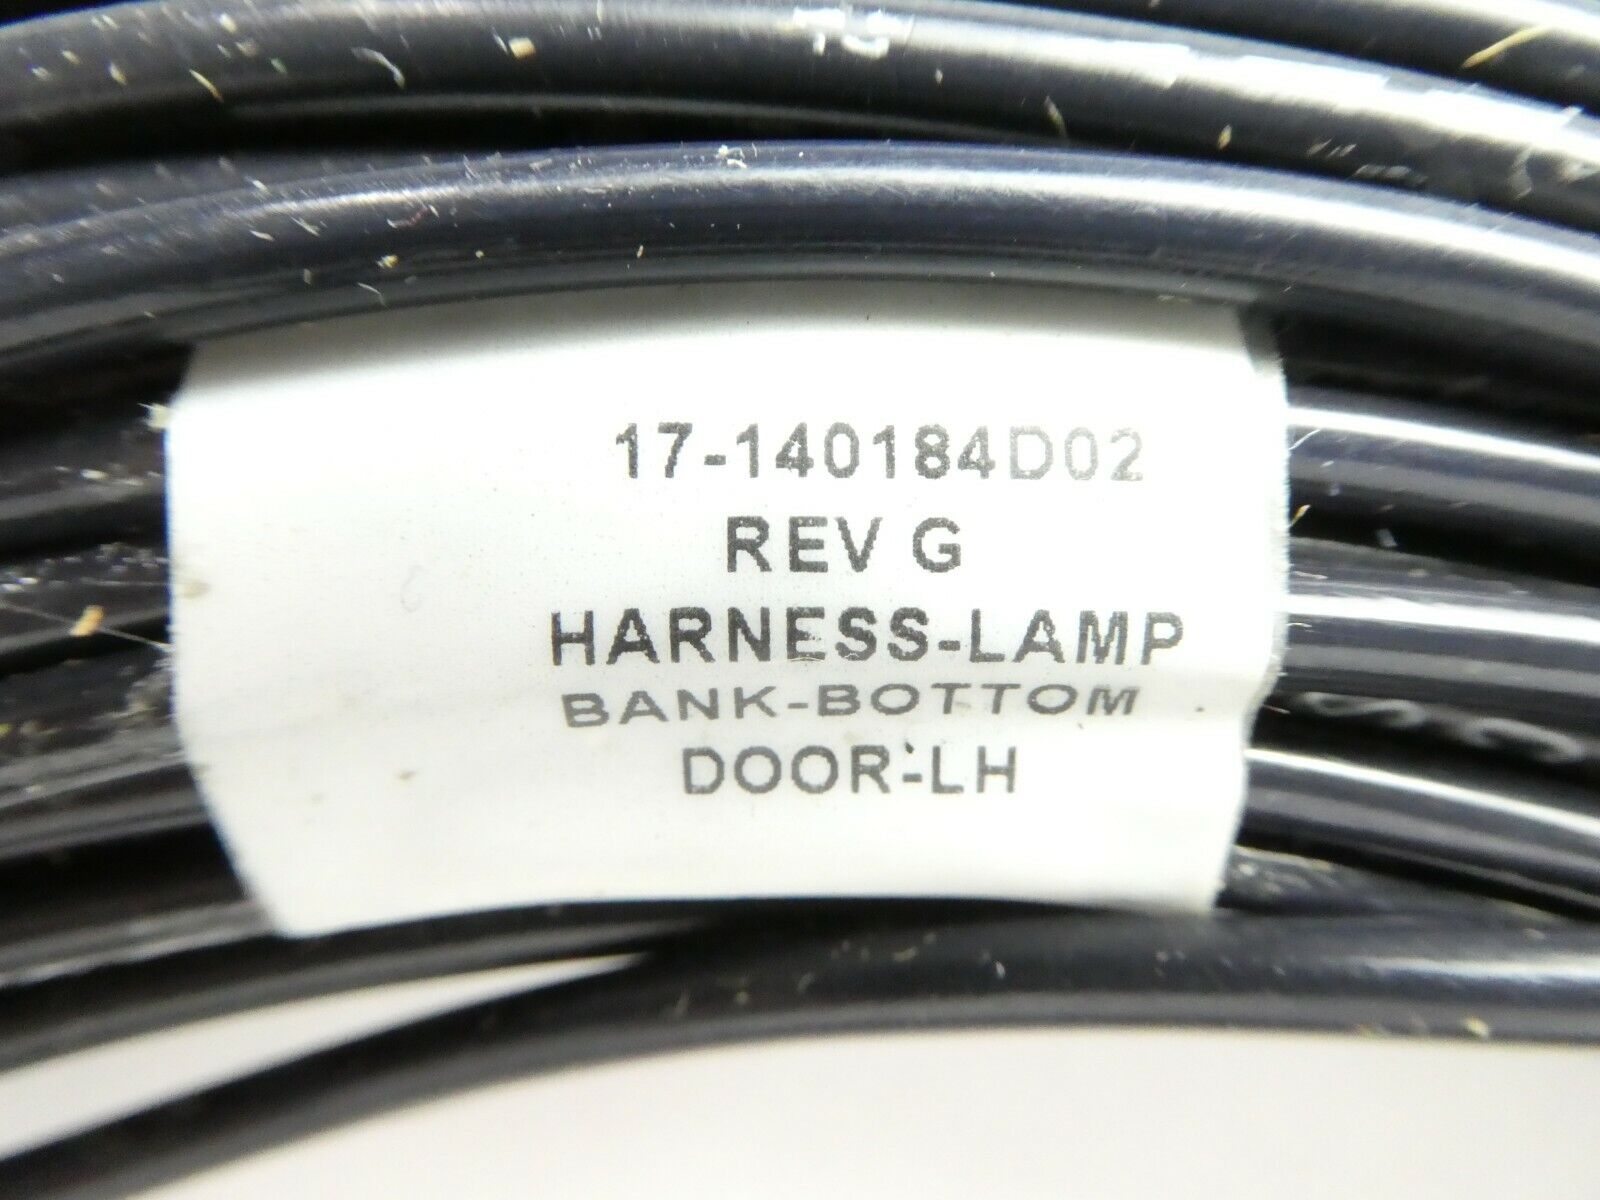 17-140184D02
REV G
HARNESS-LAMP
BANK-BOTTOM
DOOR-LH